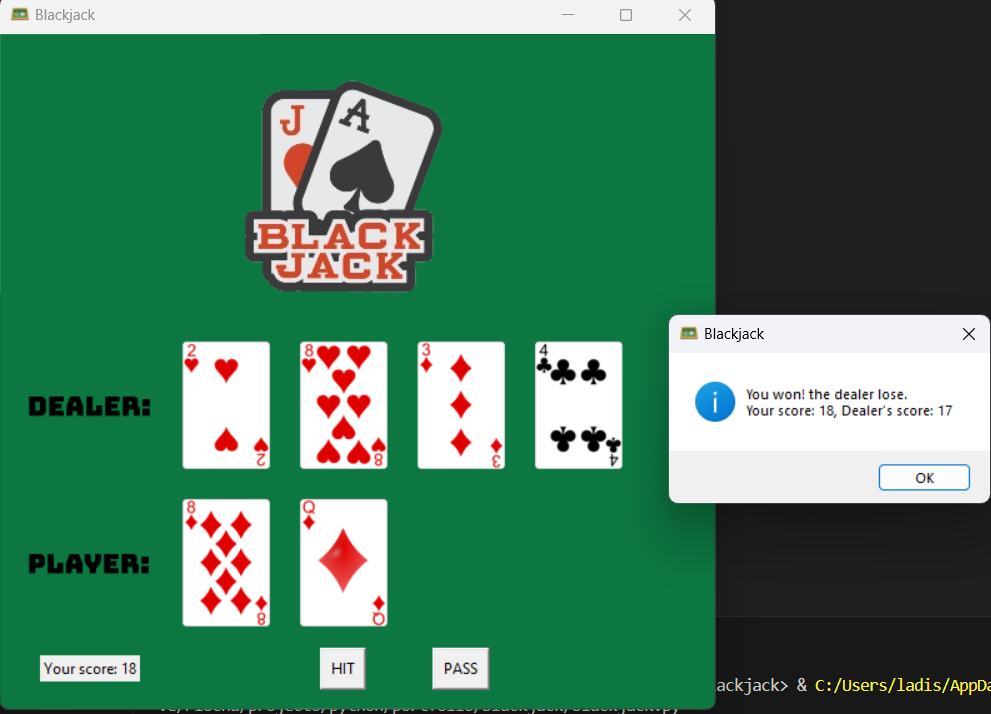 Blackjack
J
A
BLACK
JACK
DEALER:
2
2
8
8
3
3
4
4
PLAYER:
8
8
Q
Q
Your score: 18
HIT
PASS
Blackjack
You won! the dealer lose.
Your score: 18, Dealer's score: 17
OK
ackjack> & C:/Users/ladis/AppDa